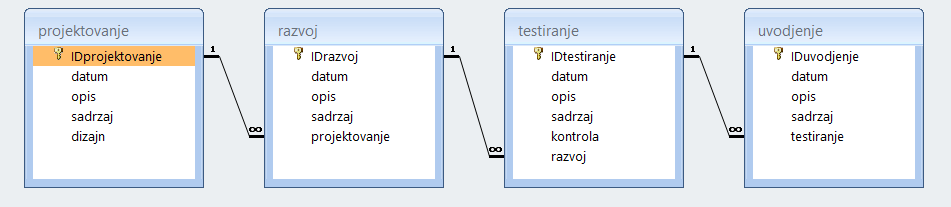 projektovanje
IDprojektovanje
datum
opis
sadrzaj
dizajn
1
∞
razvoj
IDrazvoj
datum
opis
sadrzaj
projektovanje
1
∞
testiranje
IDtestiranje
datum
opis
sadrzaj
kontrola
razvoj
1
∞
uvodjenje
IDuvodjenje
datum
opis
sadrzaj
testiranje